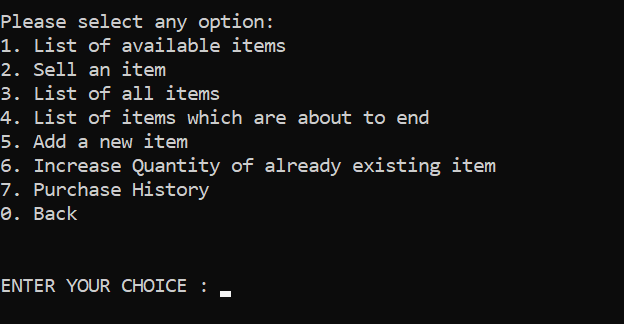 Please select any option:
1. List of available items
2. Sell an item
3. List of all items
4. List of items which are about to end
5. Add a new item
6. Increase Quantity of already existing item
7. Purchase History
0. Back
ENTER YOUR CHOICE :